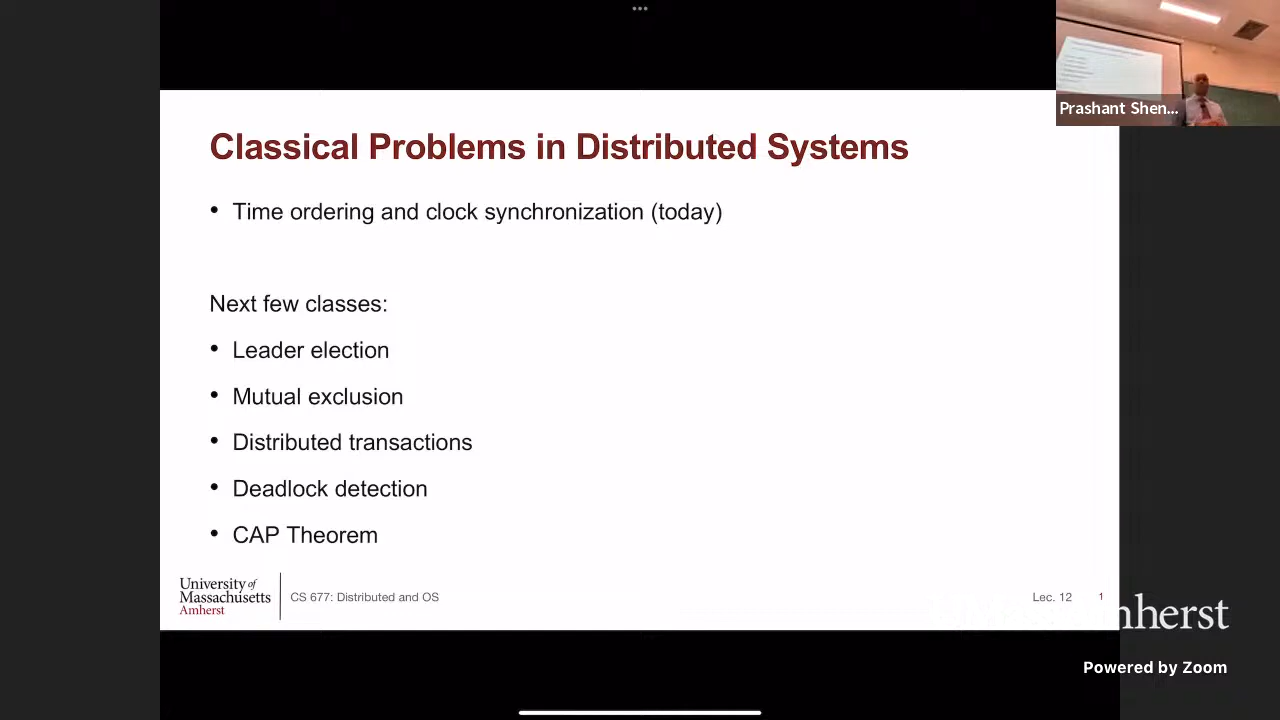 Prashant Shen...
Classical Problems in Distributed Systems
• Time ordering and clock synchronization (today)
Next few classes:
• Leader election
• Mutual exclusion
• Distributed transactions
• Deadlock detection
• CAP Theorem
University of
Massachusetts
Amherst
CS 677: Distributed and OS
Lec. 12
1
mherst
Powered by Zoom